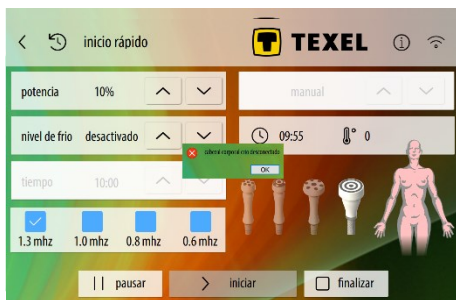 inicio rápido
TEXEL
potencia 10%
manual
nivel de frio desactivado
09:55 0
tiempo 10:00
OK
1.3 mhz 1.0 mhz 0.8 mhz 0.6 mhz
pausar iniciar finalizar